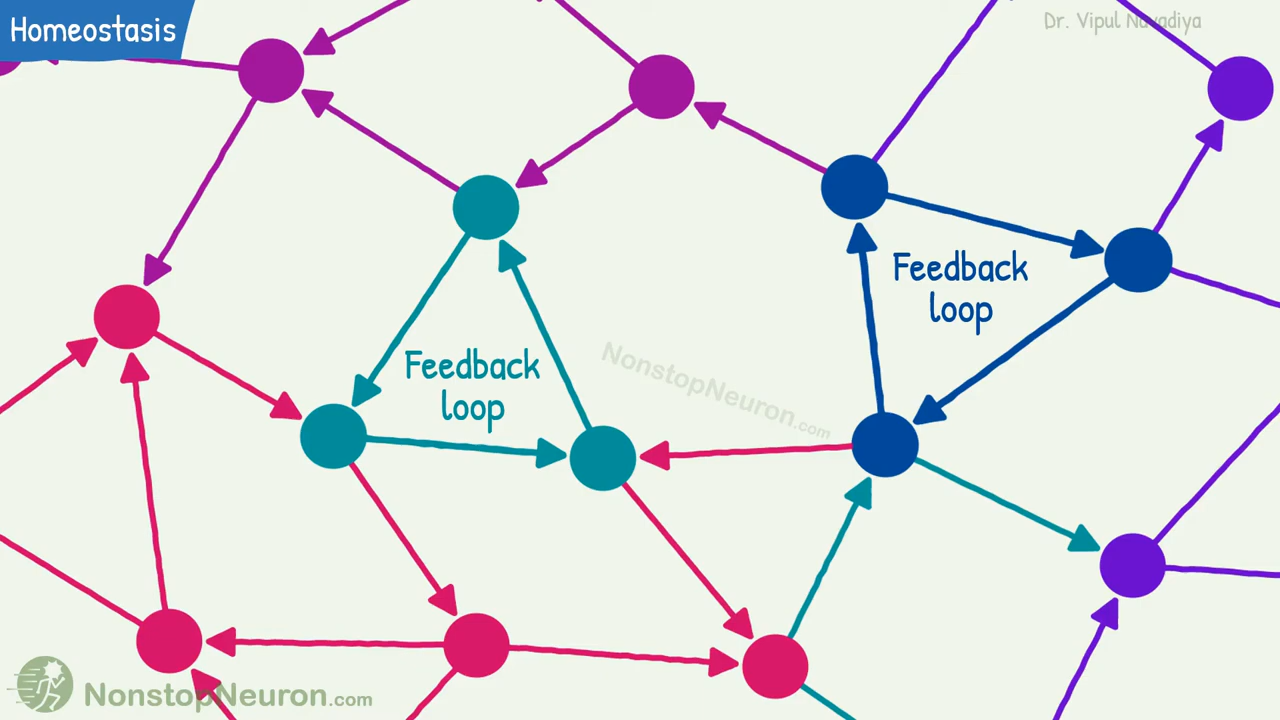 Homeostasis
Dr. Vipul Navadiya
Feedback
loop
Feedback
loop
NonstopNeuron.com
NonstopNeuron.com